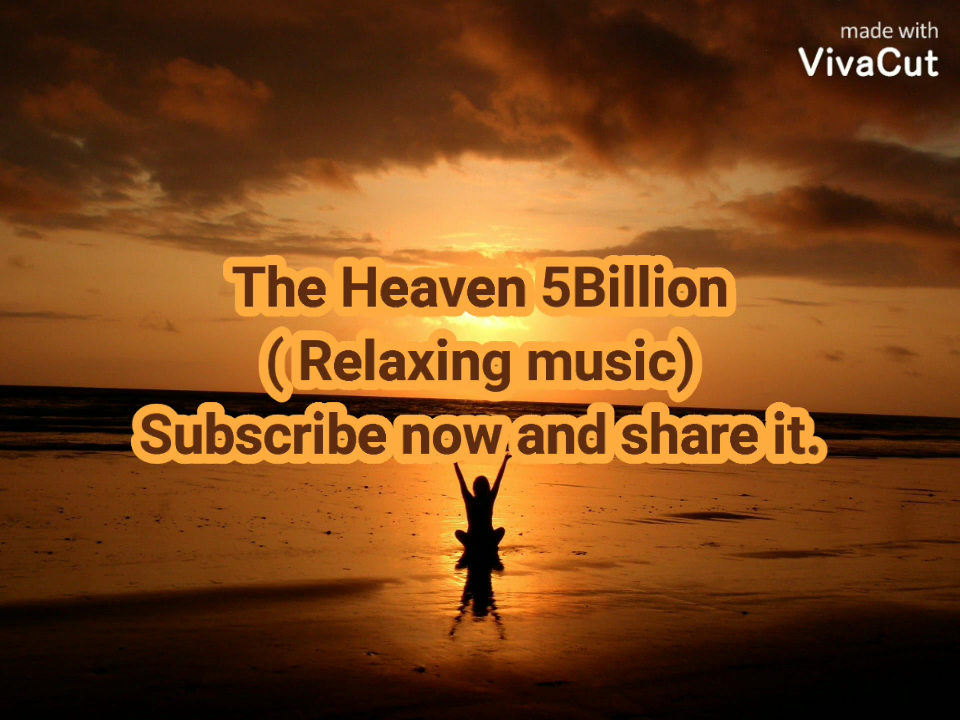 made with
VivaCut
The Heaven 5Billion
( Relaxing music)
Subscribe now and share it.